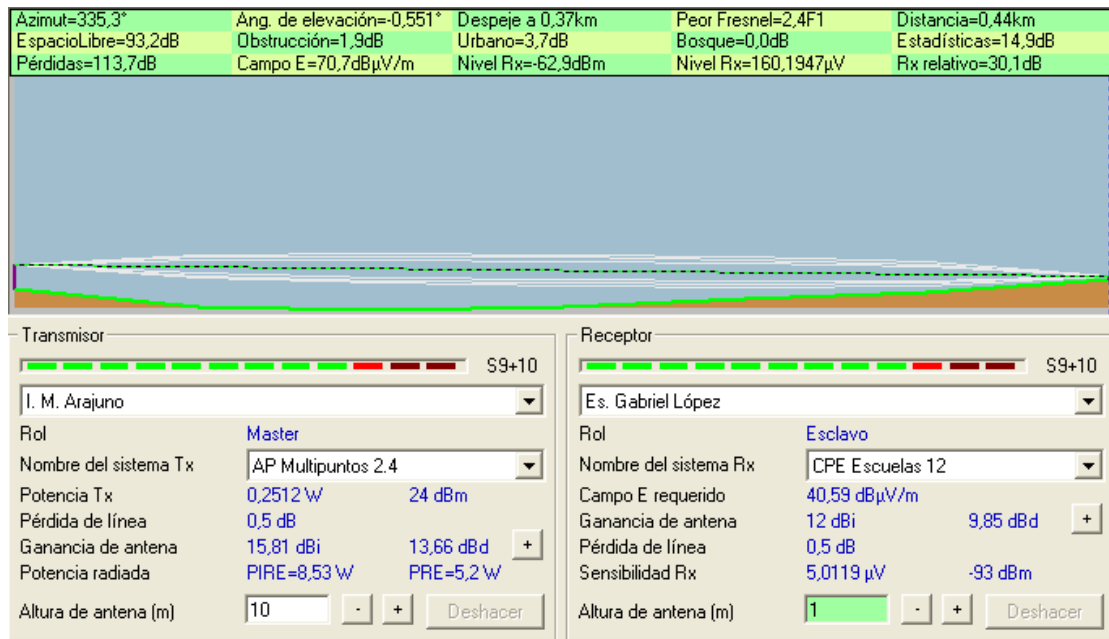 Azimut=335,3° Ang. de elevación=-0,551° Despeje a 0,37km Peor Fresnel=2,4F1 Distancia=0,44km
EspacioLibre=93,2dB Obstrucción=1,9dB Urbano=3,7dB Bosque=0,0dB Estadísticas=14,9dB
Pérdidas=113,7dB Campo E=70,7dBµV/m Nivel Rx=-62,9dBm Nivel Rx=160,1947µV Rx relativo=30,1dB
Transmisor Receptor
S9+10 S9+10
I. M. Arajuno Es. Gabriel López
Rol Master Rol Esclavo
Nombre del sistema Tx AP Multipuntos 2.4 Nombre del sistema Rx CPE Escuelas 12
Potencia Tx 0,2512 W 24 dBm Campo E requerido 40,59 dBµV/m
Pérdida de línea 0,5 dB Ganancia de antena 12 dBi 9,85 dBd +
Ganancia de antena 15,81 dBi 13,66 dBd + Pérdida de línea 0,5 dB
Potencia radiada PIRE=8,53 W PRE=5,2 W Sensibilidad Rx 5,0119 µV -93 dBm
Altura de antena (m) 10 - + Deshacer Altura de antena (m) 1 - + Deshacer